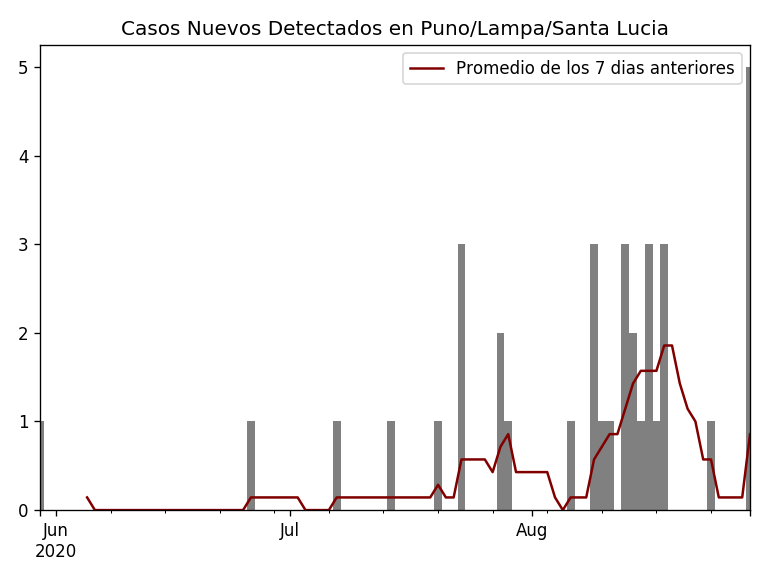 Casos Nuevos Detectados en Puno/Lampa/Santa Lucia
Promedio de los 7 dias anteriores
5
4
3
2
1
0
Jun
2020
Jul
Aug